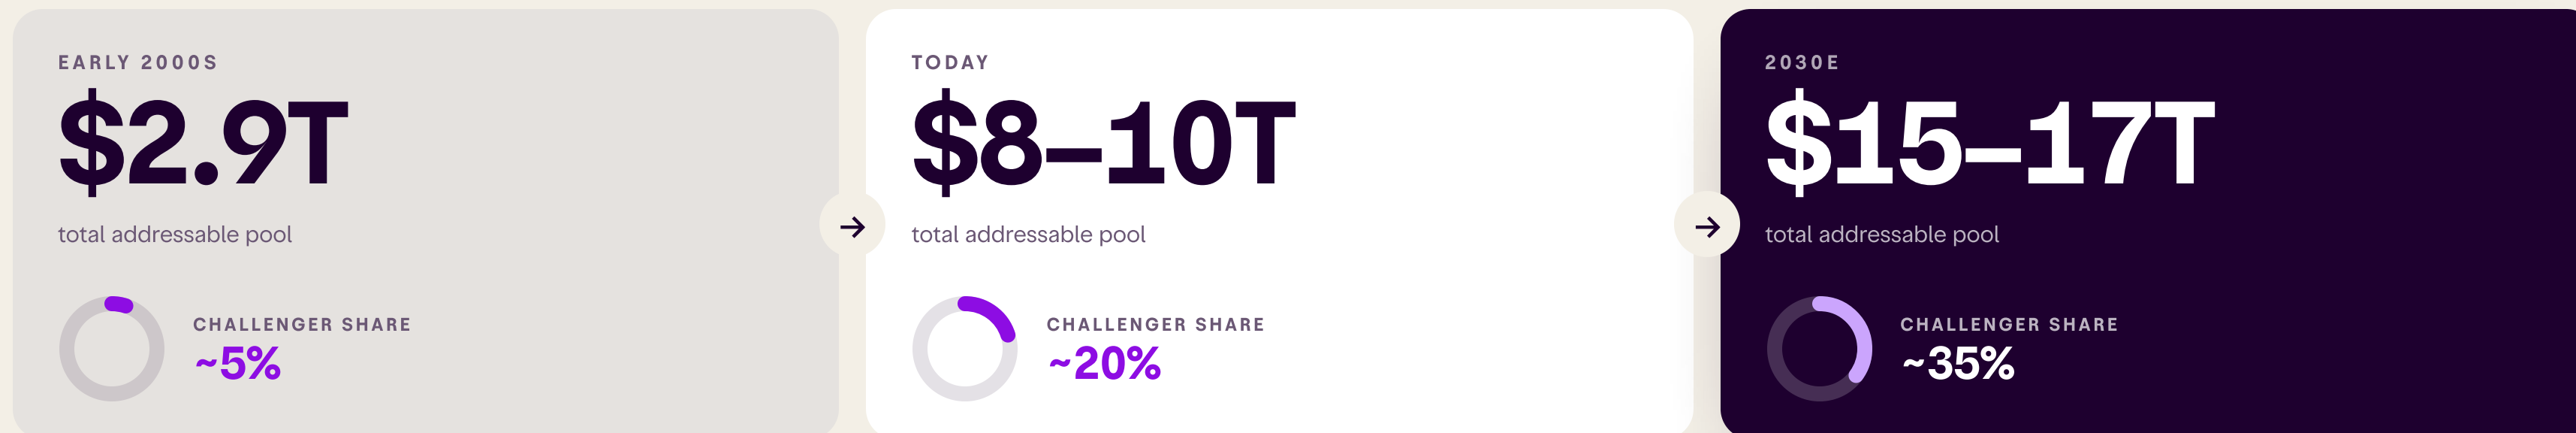 EARLY 2000S
$2.9T
total addressable pool
CHALLENGER SHARE
~5%
→
TODAY
$8–10T
total addressable pool
CHALLENGER SHARE
~20%
→
2030E
$15–17T
total addressable pool
CHALLENGER SHARE
~35%